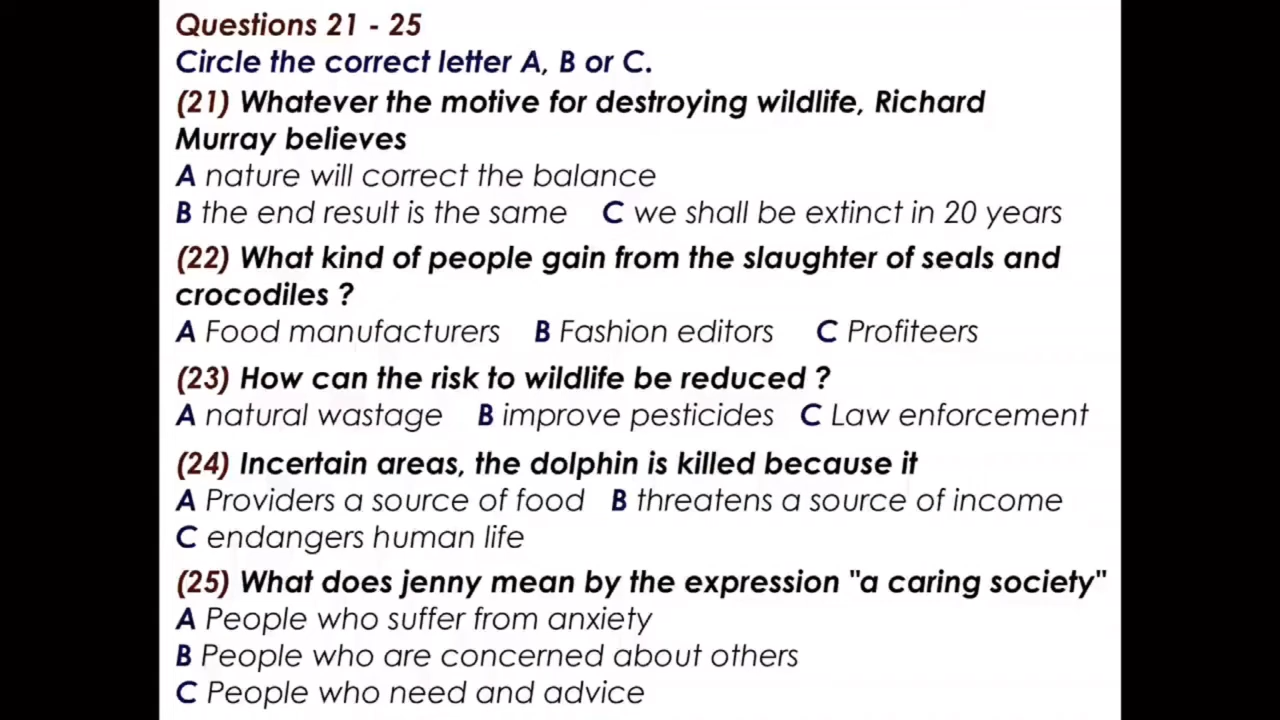 Questions 21 - 25
Circle the correct letter A, B or C.
(21) Whatever the motive for destroying wildlife, Richard
Murray believes
A nature will correct the balance
B the end result is the same C we shall be extinct in 20 years
(22) What kind of people gain from the slaughter of seals and
crocodiles ?
A Food manufacturers B Fashion editors C Profiteers
(23) How can the risk to wildlife be reduced ?
A natural wastage B improve pesticides C Law enforcement
(24) Incertain areas, the dolphin is killed because it
A Providers a source of food B threatens a source of income
C endangers human life
(25) What does jenny mean by the expression "a caring society"
A People who suffer from anxiety
B People who are concerned about others
C People who need and advice